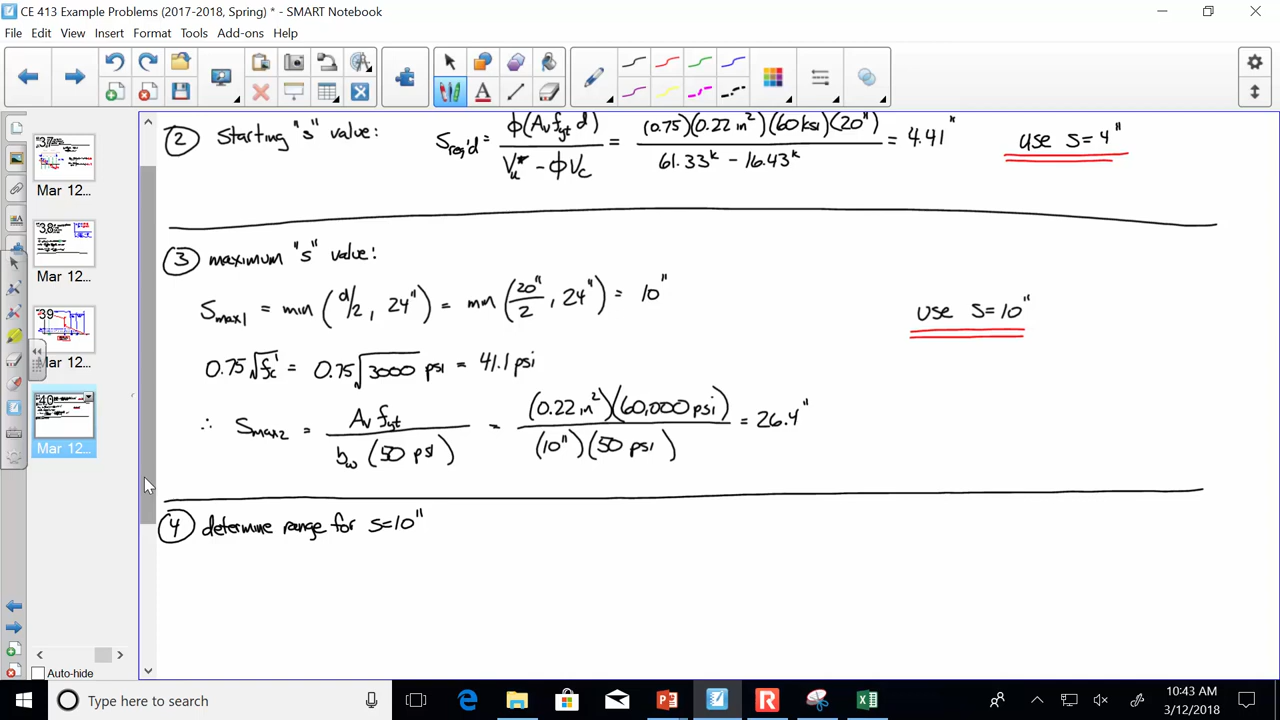 CE 413 Example Problems (2017-2018, Spring) * - SMART Notebook
File Edit View Insert Format Tools Add-ons Help
② Starting "s" value: Sreq'd = ϕ(Av fyt d) / (Vu* - ϕVc) = (0.75)(0.22 in²)(60 ksi)(20") / (61.33ᵏ - 16.43ᵏ) = 4.41" use s=4"
③ maximum "s" value:
Smax1 = min (d/2, 24") = min (20"/2, 24") = 10" use s=10"
0.75√f'c = 0.75√3000 psi = 41.1 psi
∴ Smax2 = Av fyt / bw (50 psi) = (0.22 in²)(60,000 psi) / (10")(50 psi) = 26.4"
④ determine range for s=10"
37
Mar 12...
38
Mar 12...
39
Mar 12...
40
Mar 12...
Auto-hide
Type here to search
10:43 AM
3/12/2018